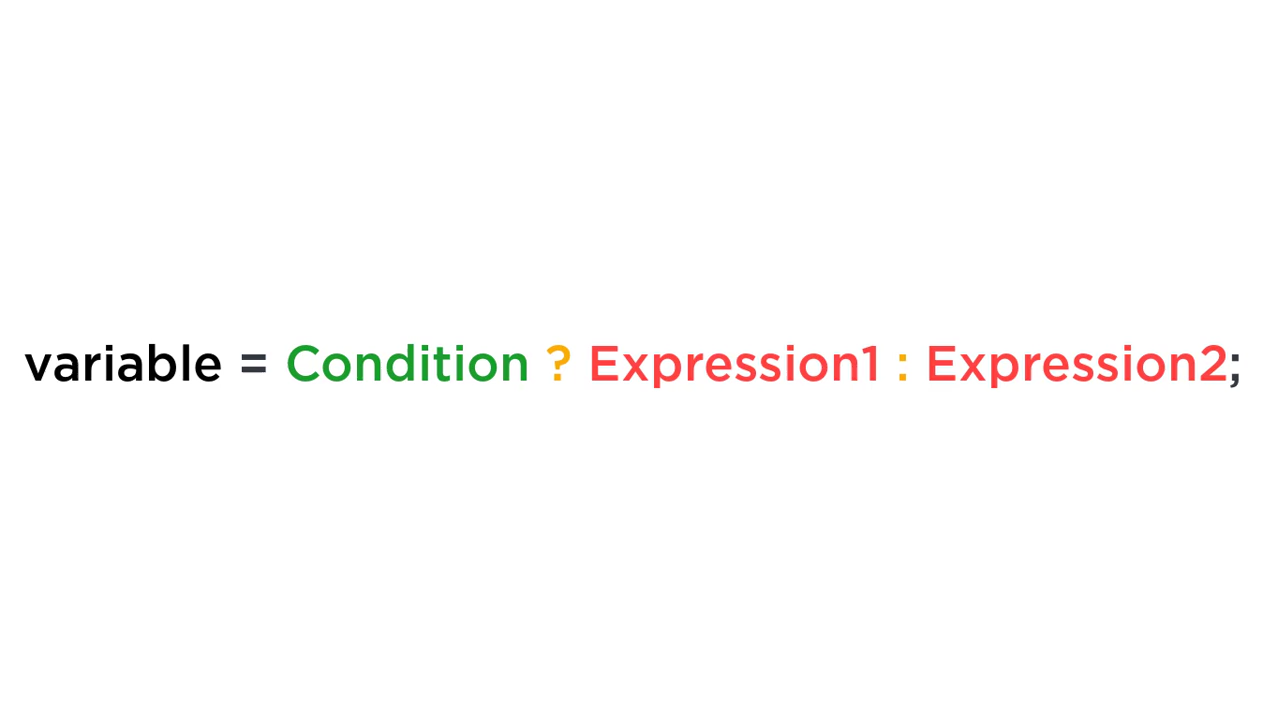 variable = Condition ? Expression1 : Expression2;